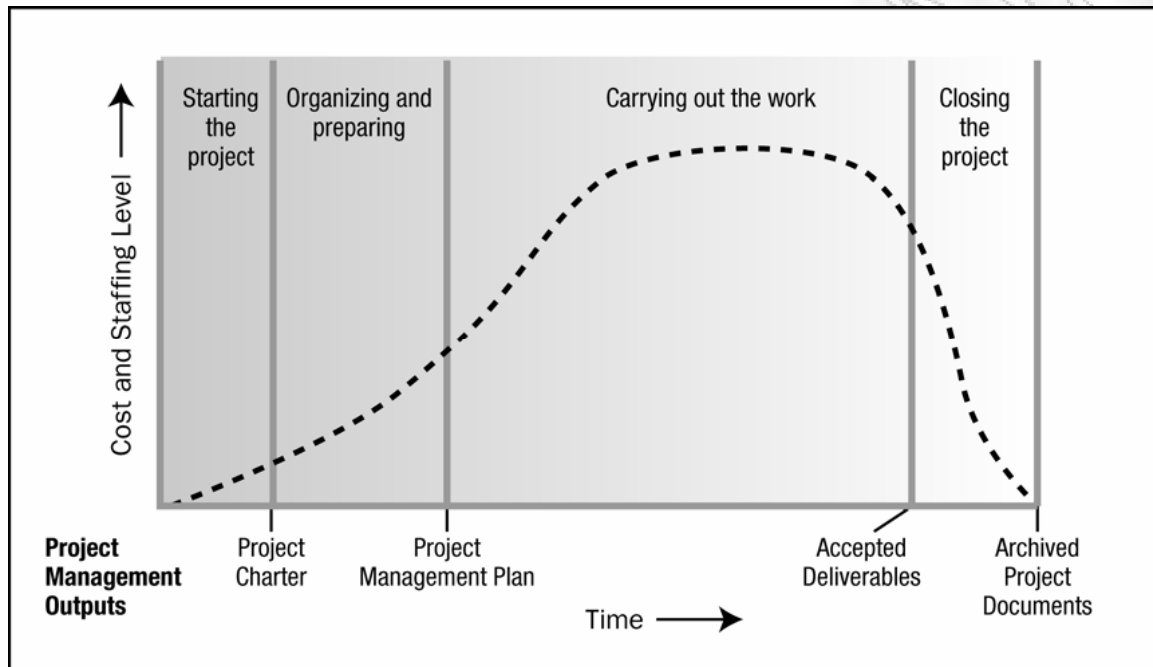 Starting
the
project
Organizing and
preparing
Carrying out the work
Closing
the
project
Cost and Staffing Level
Project
Management
Outputs
Project
Charter
Project
Management Plan
Accepted
Deliverables
Archived
Project
Documents
Time